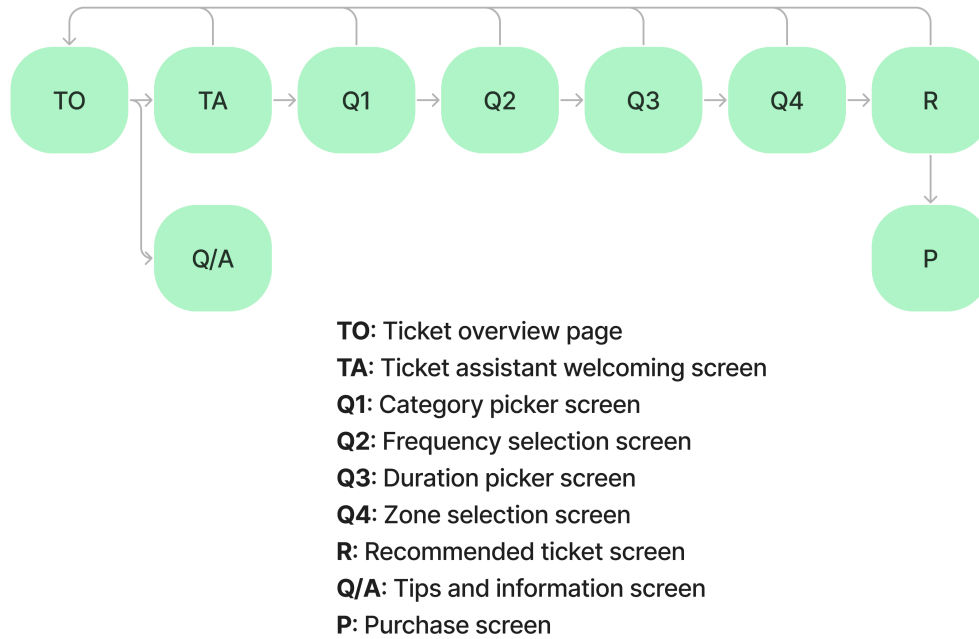 TO
TA
Q1
Q2
Q3
Q4
R
Q/A
P
TO: Ticket overview page
TA: Ticket assistant welcoming screen
Q1: Category picker screen
Q2: Frequency selection screen
Q3: Duration picker screen
Q4: Zone selection screen
R: Recommended ticket screen
Q/A: Tips and information screen
P: Purchase screen